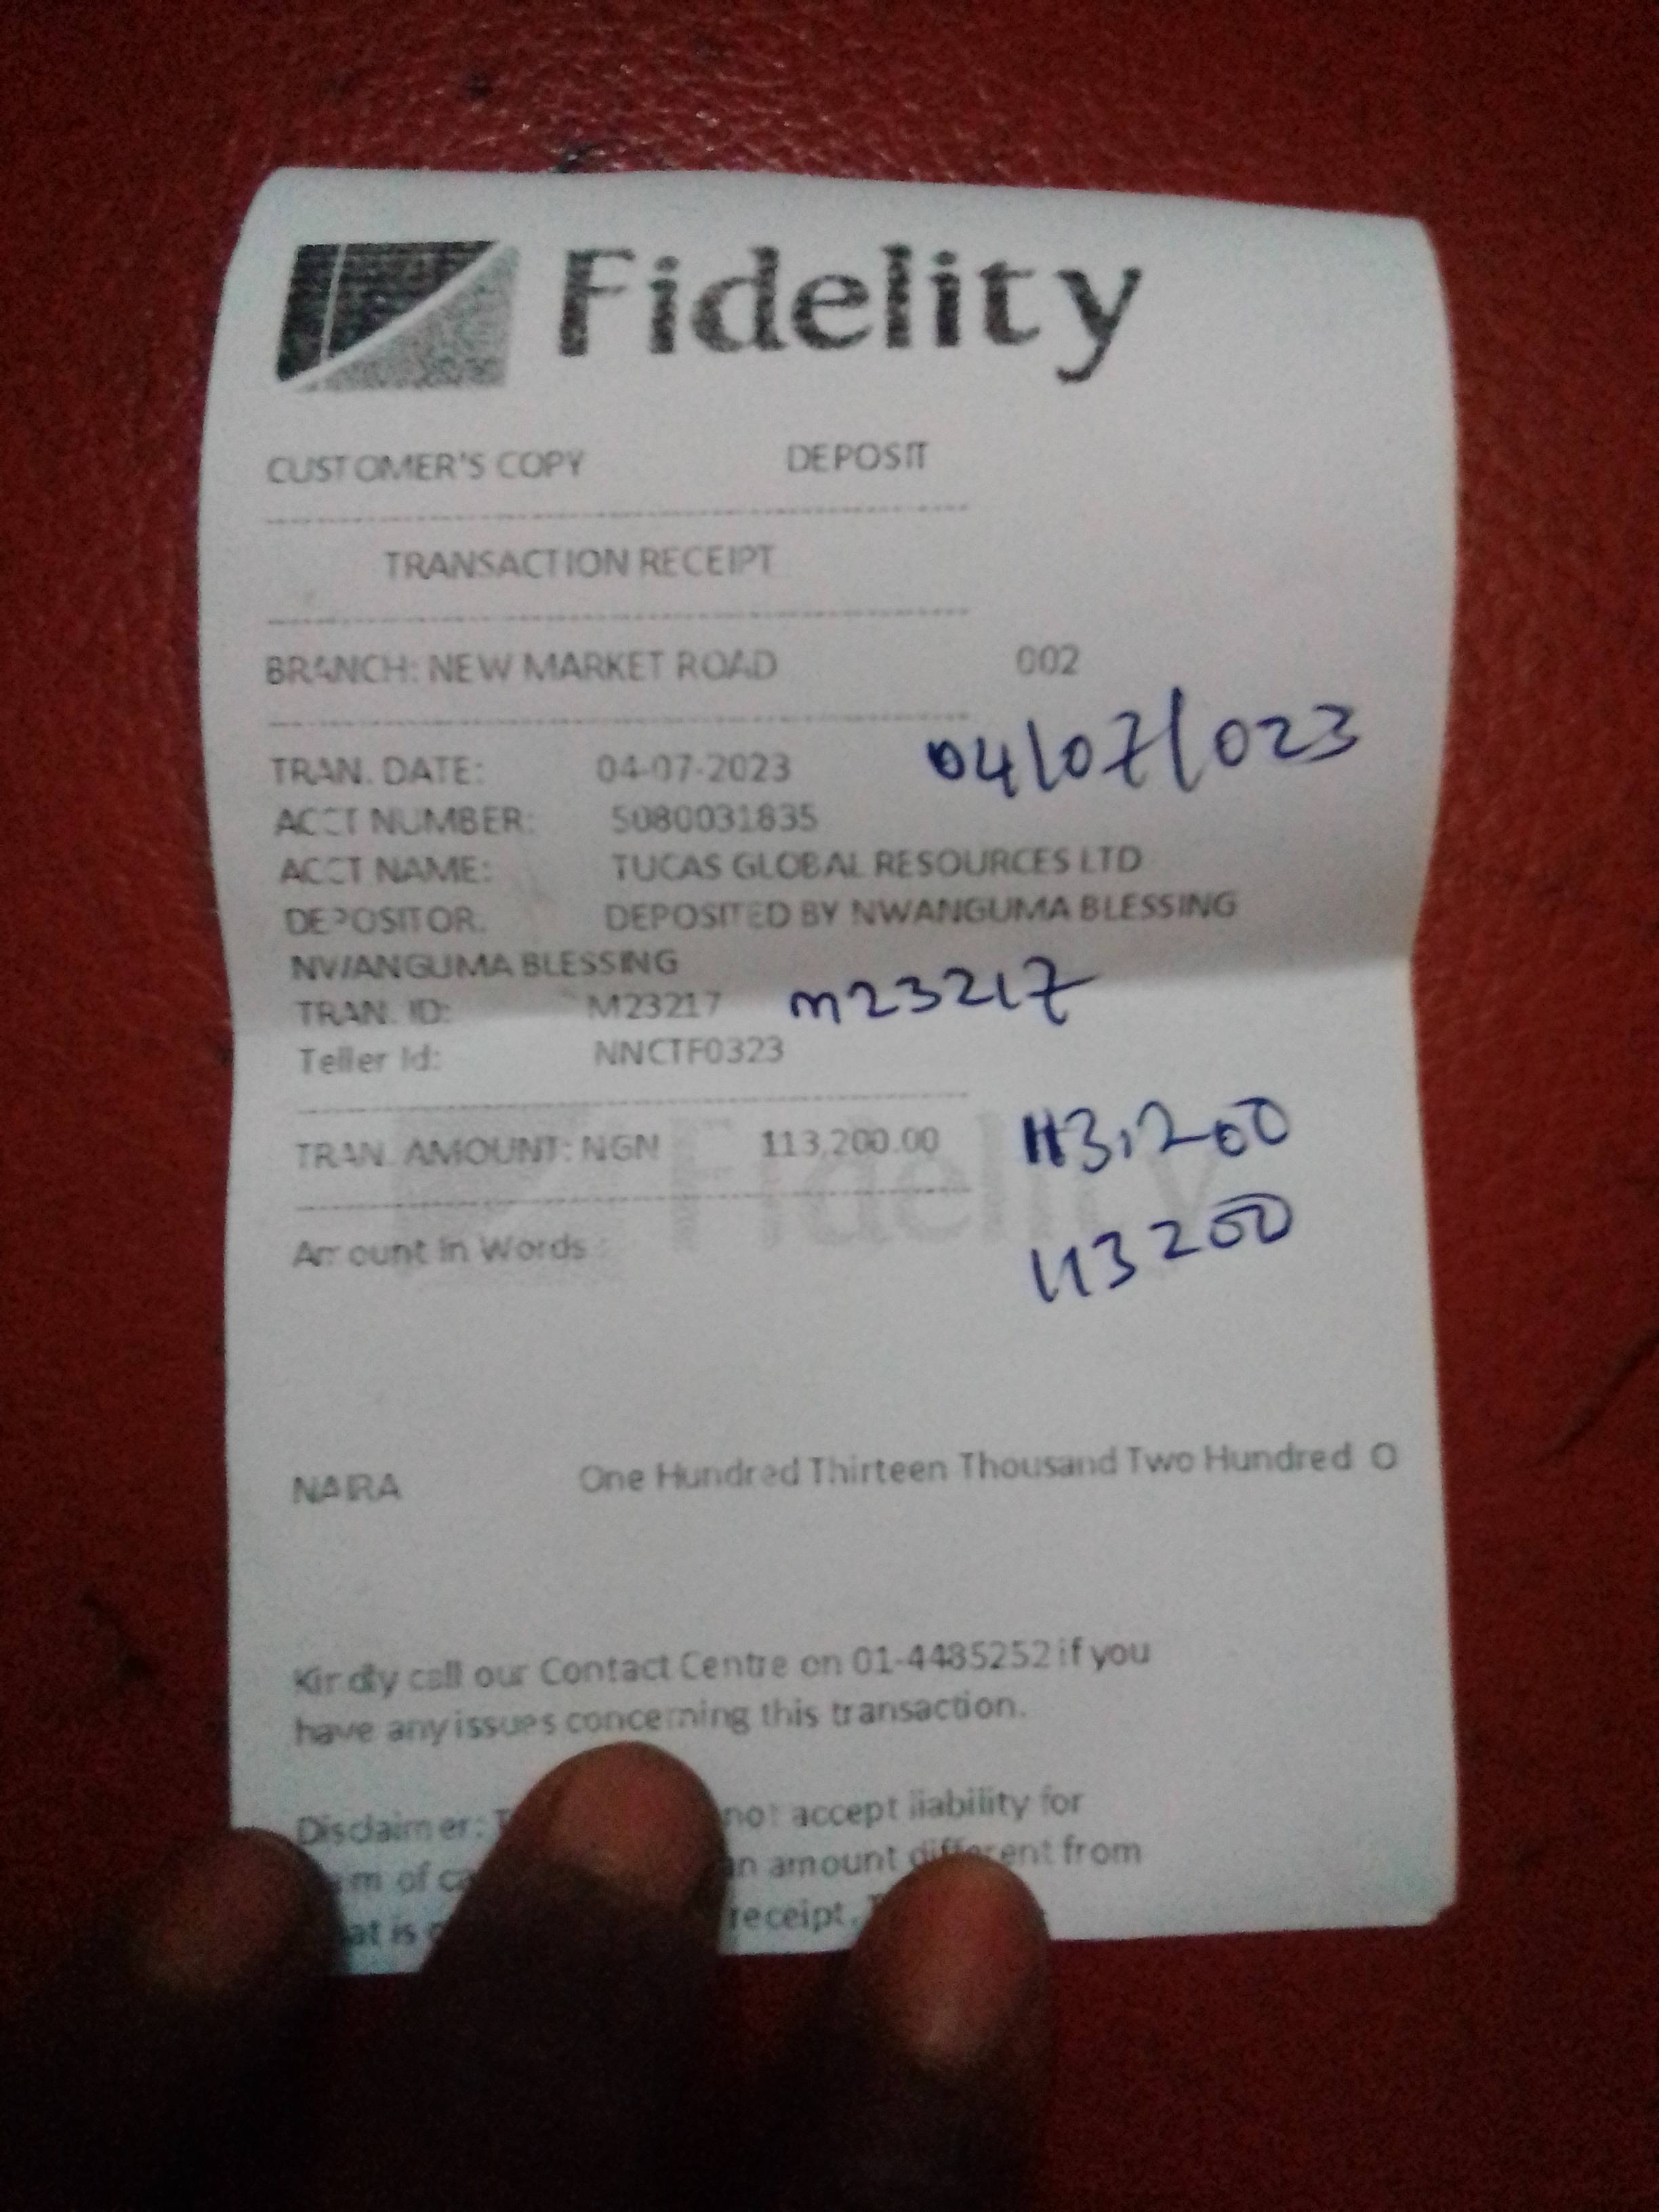 Fidelity
CUSTOMER'S COPY DEPOSIT
TRANSACTION RECEIPT
BRANCH: NEW MARKET ROAD 002
TRAN. DATE: 04-07-2023 04/07/023
ACCT NUMBER: 5080031835
ACCT NAME: TUCAS GLOBAL RESOURCES LTD
DEPOSITOR. DEPOSITED BY NWANGUMA BLESSING
NWANGUMA BLESSING
TRAN. ID: M23217 M23217
Teller Id: NNCTF0323
Fidelity
TRAN. AMOUNT: NGN 113,200.00 113,200
Amount In Words : 113200
NAIRA One Hundred Thirteen Thousand Two Hundred O
Kindly call our Contact Centre on 01-4485252 if you
have any issues concerning this transaction.
Disclaimer: not accept liability for
of amount different from
is receipt.